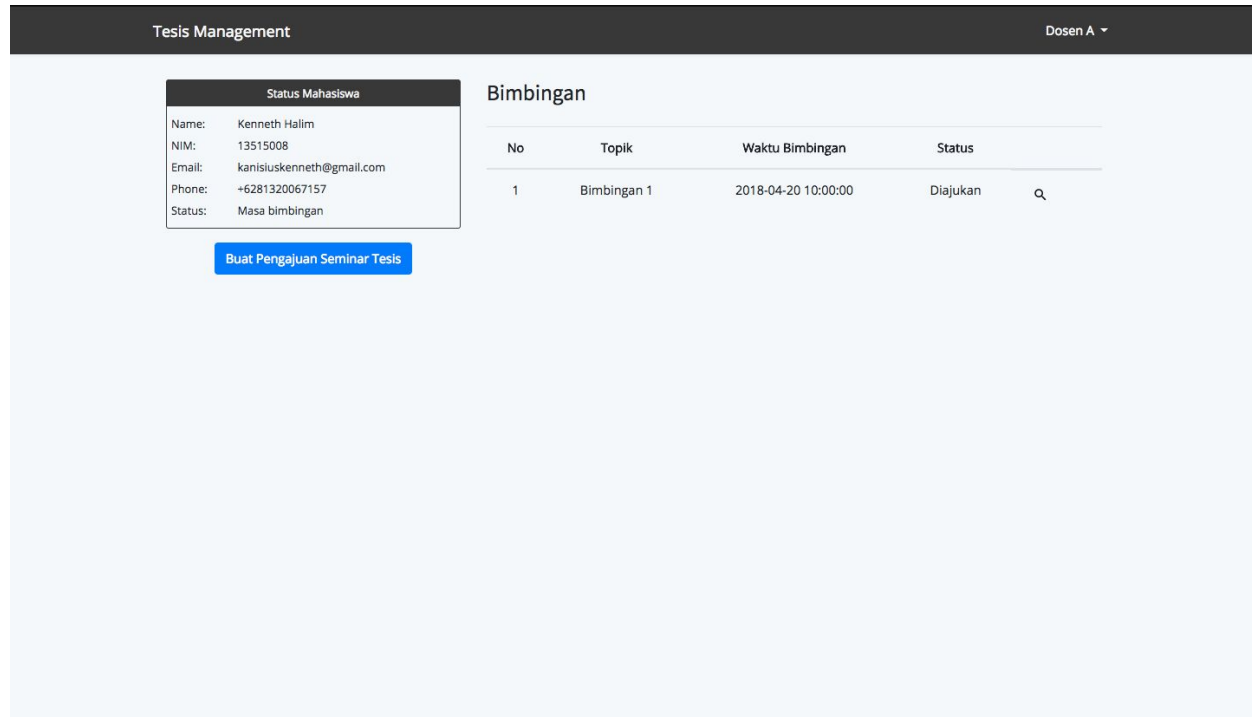 Tesis Management
Dosen A
Status Mahasiswa
Name: Kenneth Halim
NIM: 13515008
Email: kanisiuskenneth@gmail.com
Phone: +6281320067157
Status: Masa bimbingan
Buat Pengajuan Seminar Tesis
Bimbingan
No Topik Waktu Bimbingan Status
1 Bimbingan 1 2018-04-20 10:00:00 Diajukan